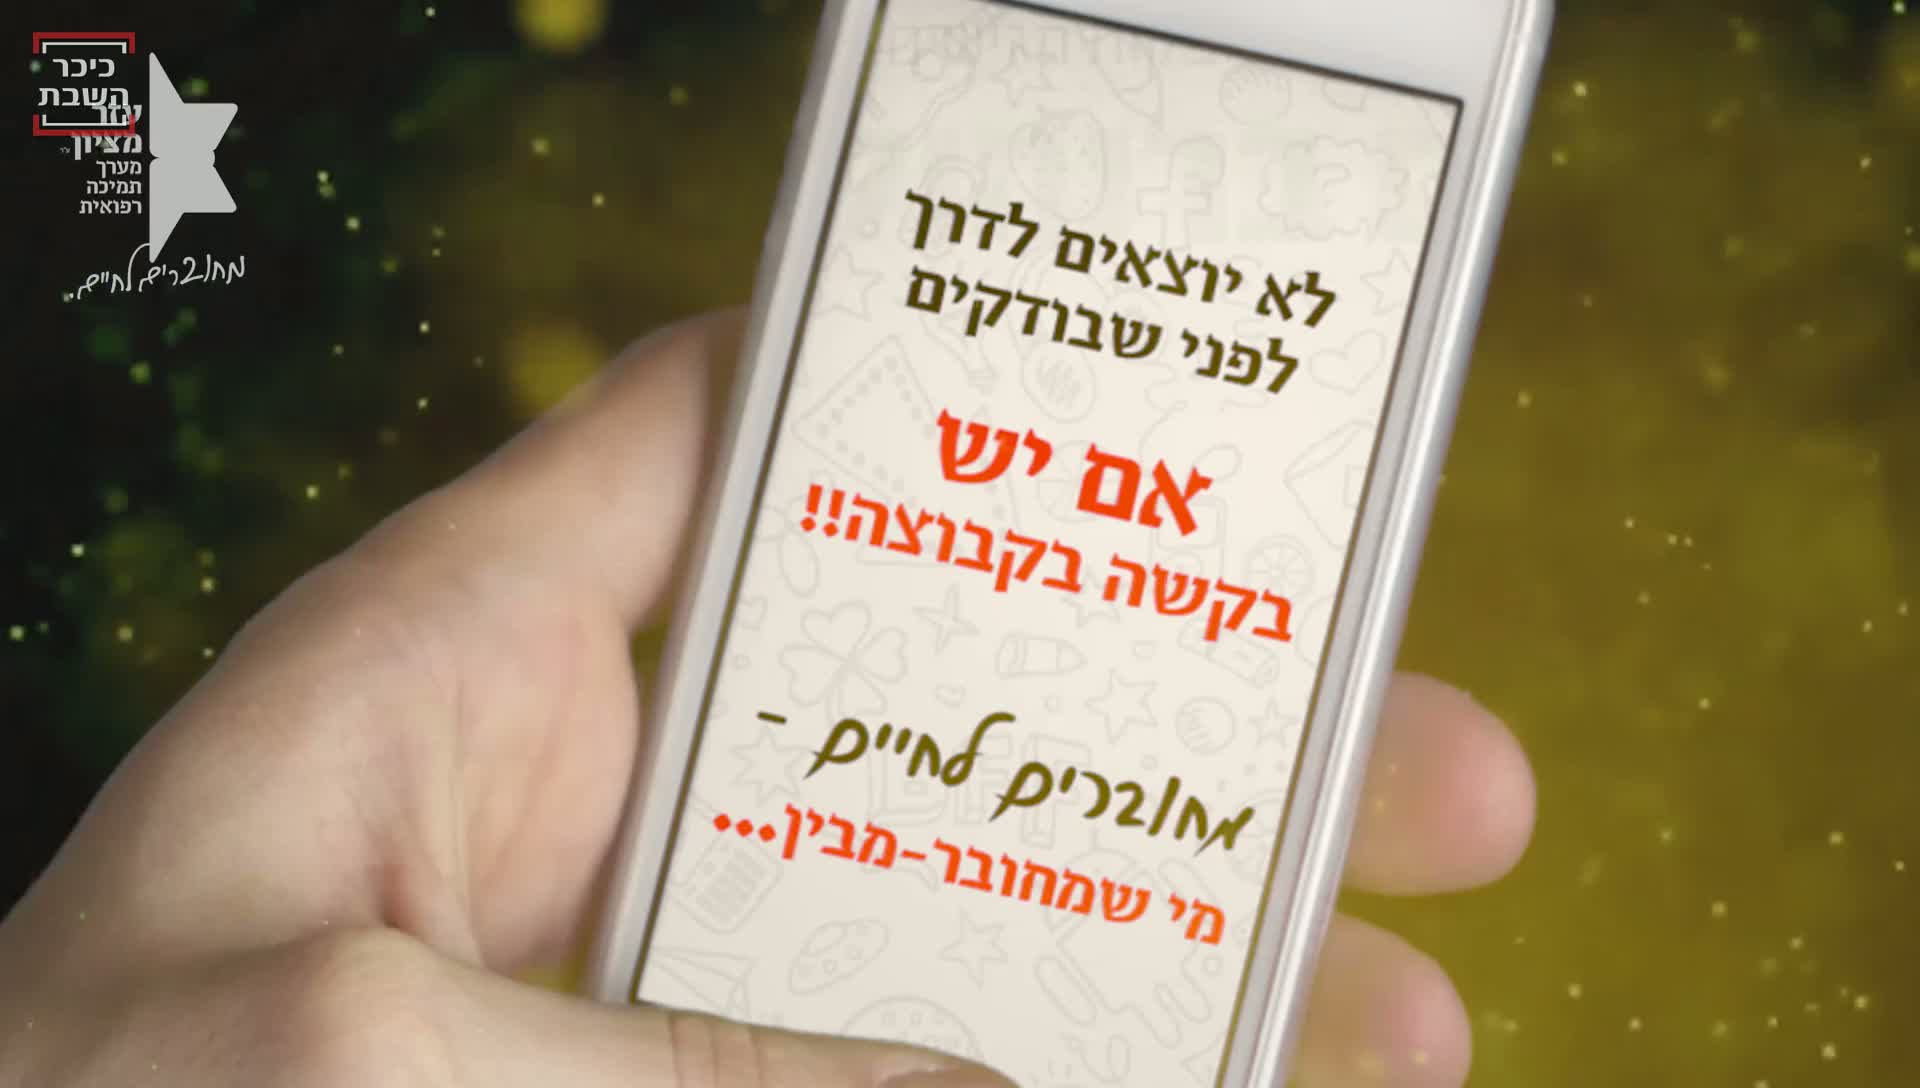 כיכר
השבת
עזר
מציון
מערך
תמיכה
רפואית
מחוברים לחיים.
לא יוצאים לדרך
לפני שבודקים
אם יש
בקשה בקבוצה!!
מחוברים לחיים -
מי שמחובר-מבין...